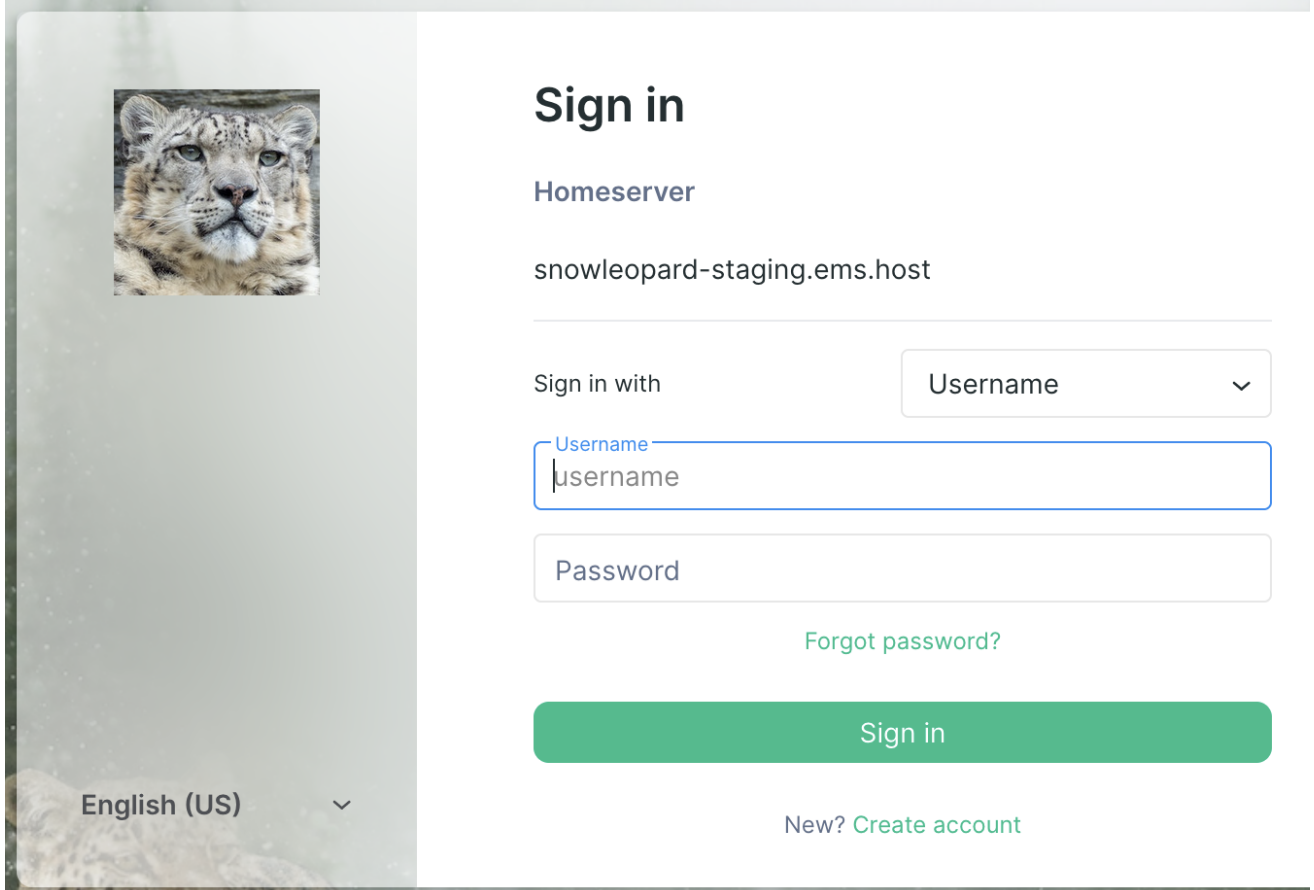 Sign in
Homeserver
snowleopard-staging.ems.host
Sign in with
Username
Username
username
Password
Forgot password?
Sign in
New? Create account
English (US)